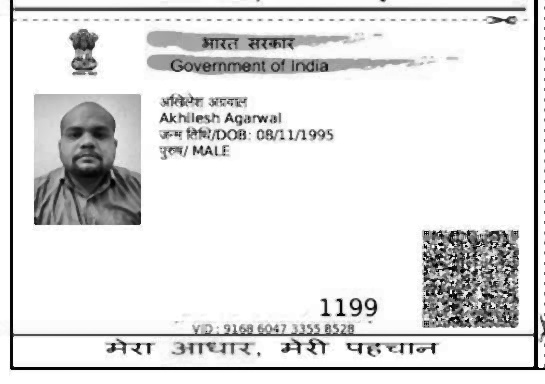 भारत सरकार
Government of India
अखिलेश अग्रवाल
Akhilesh Agarwal
जन्म तिथि/DOB: 08/11/1995
पुरुष/ MALE
1199
VID : 9168 6047 3355 8528
मेरा आधार, मेरी पहचान